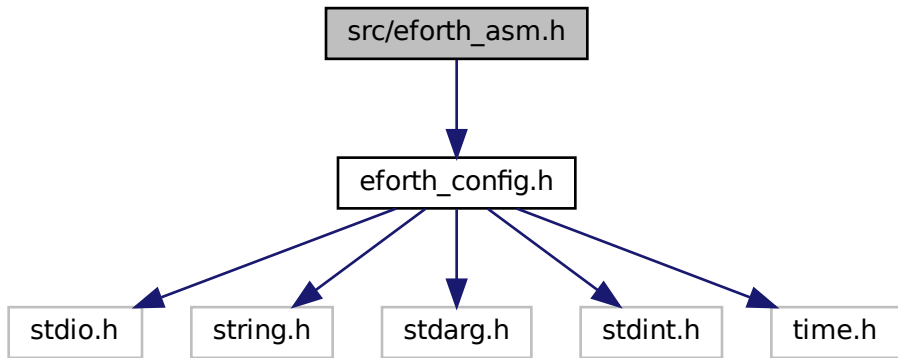 src/eforth_asm.h
eforth_config.h
stdio.h
string.h
stdarg.h
stdint.h
time.h